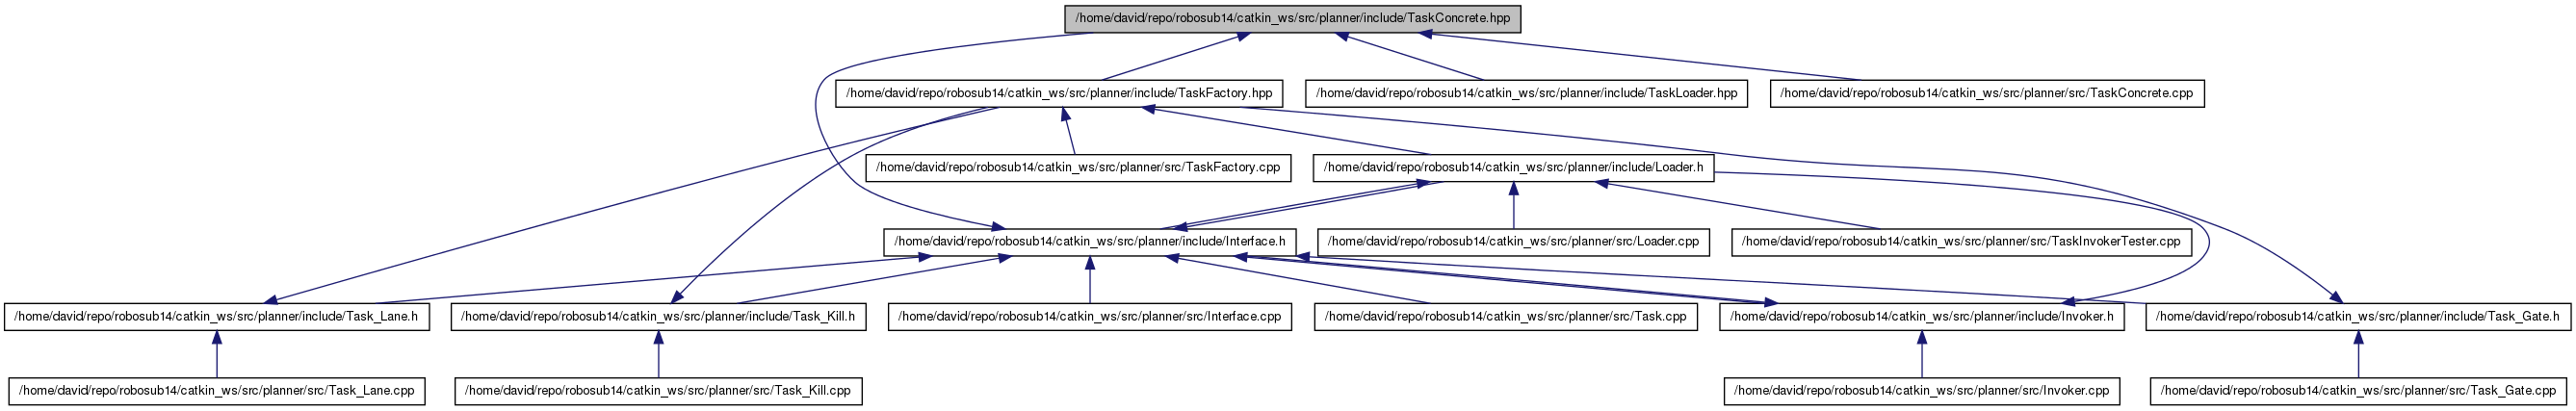 /home/david/repo/robosub14/catkin_ws/src/planner/include/TaskConcrete.hpp
/home/david/repo/robosub14/catkin_ws/src/planner/include/TaskFactory.hpp
/home/david/repo/robosub14/catkin_ws/src/planner/include/TaskLoader.hpp
/home/david/repo/robosub14/catkin_ws/src/planner/src/TaskConcrete.cpp
/home/david/repo/robosub14/catkin_ws/src/planner/src/TaskFactory.cpp
/home/david/repo/robosub14/catkin_ws/src/planner/include/Loader.h
/home/david/repo/robosub14/catkin_ws/src/planner/include/Interface.h
/home/david/repo/robosub14/catkin_ws/src/planner/src/Loader.cpp
/home/david/repo/robosub14/catkin_ws/src/planner/src/TaskInvokerTester.cpp
/home/david/repo/robosub14/catkin_ws/src/planner/include/Task_Lane.h
/home/david/repo/robosub14/catkin_ws/src/planner/include/Task_Kill.h
/home/david/repo/robosub14/catkin_ws/src/planner/src/Interface.cpp
/home/david/repo/robosub14/catkin_ws/src/planner/src/Task.cpp
/home/david/repo/robosub14/catkin_ws/src/planner/include/Invoker.h
/home/david/repo/robosub14/catkin_ws/src/planner/include/Task_Gate.h
/home/david/repo/robosub14/catkin_ws/src/planner/src/Task_Lane.cpp
/home/david/repo/robosub14/catkin_ws/src/planner/src/Task_Kill.cpp
/home/david/repo/robosub14/catkin_ws/src/planner/src/Invoker.cpp
/home/david/repo/robosub14/catkin_ws/src/planner/src/Task_Gate.cpp